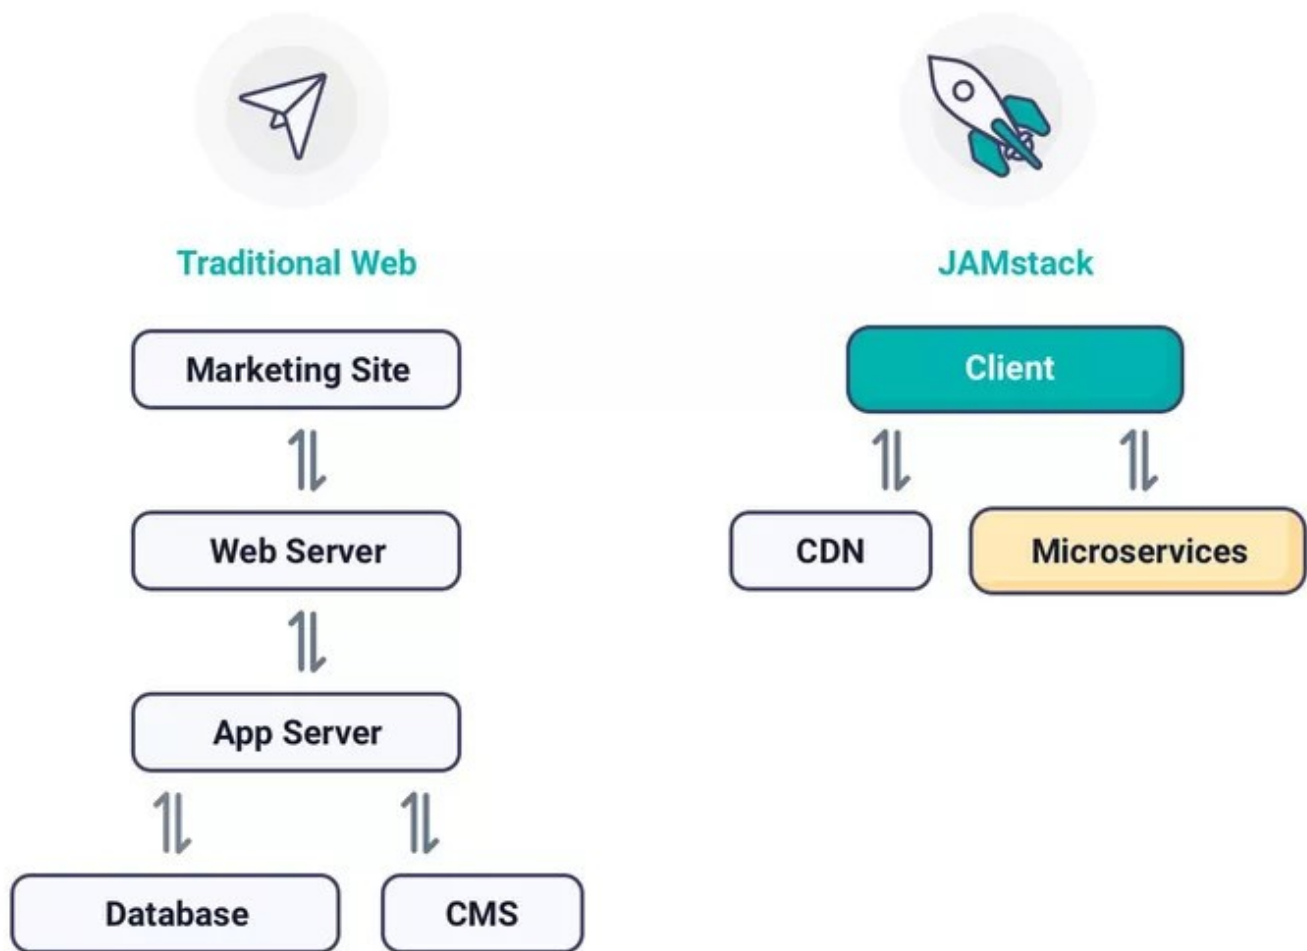 Traditional Web
Marketing Site
Web Server
App Server
Database
CMS
JAMstack
Client
CDN
Microservices